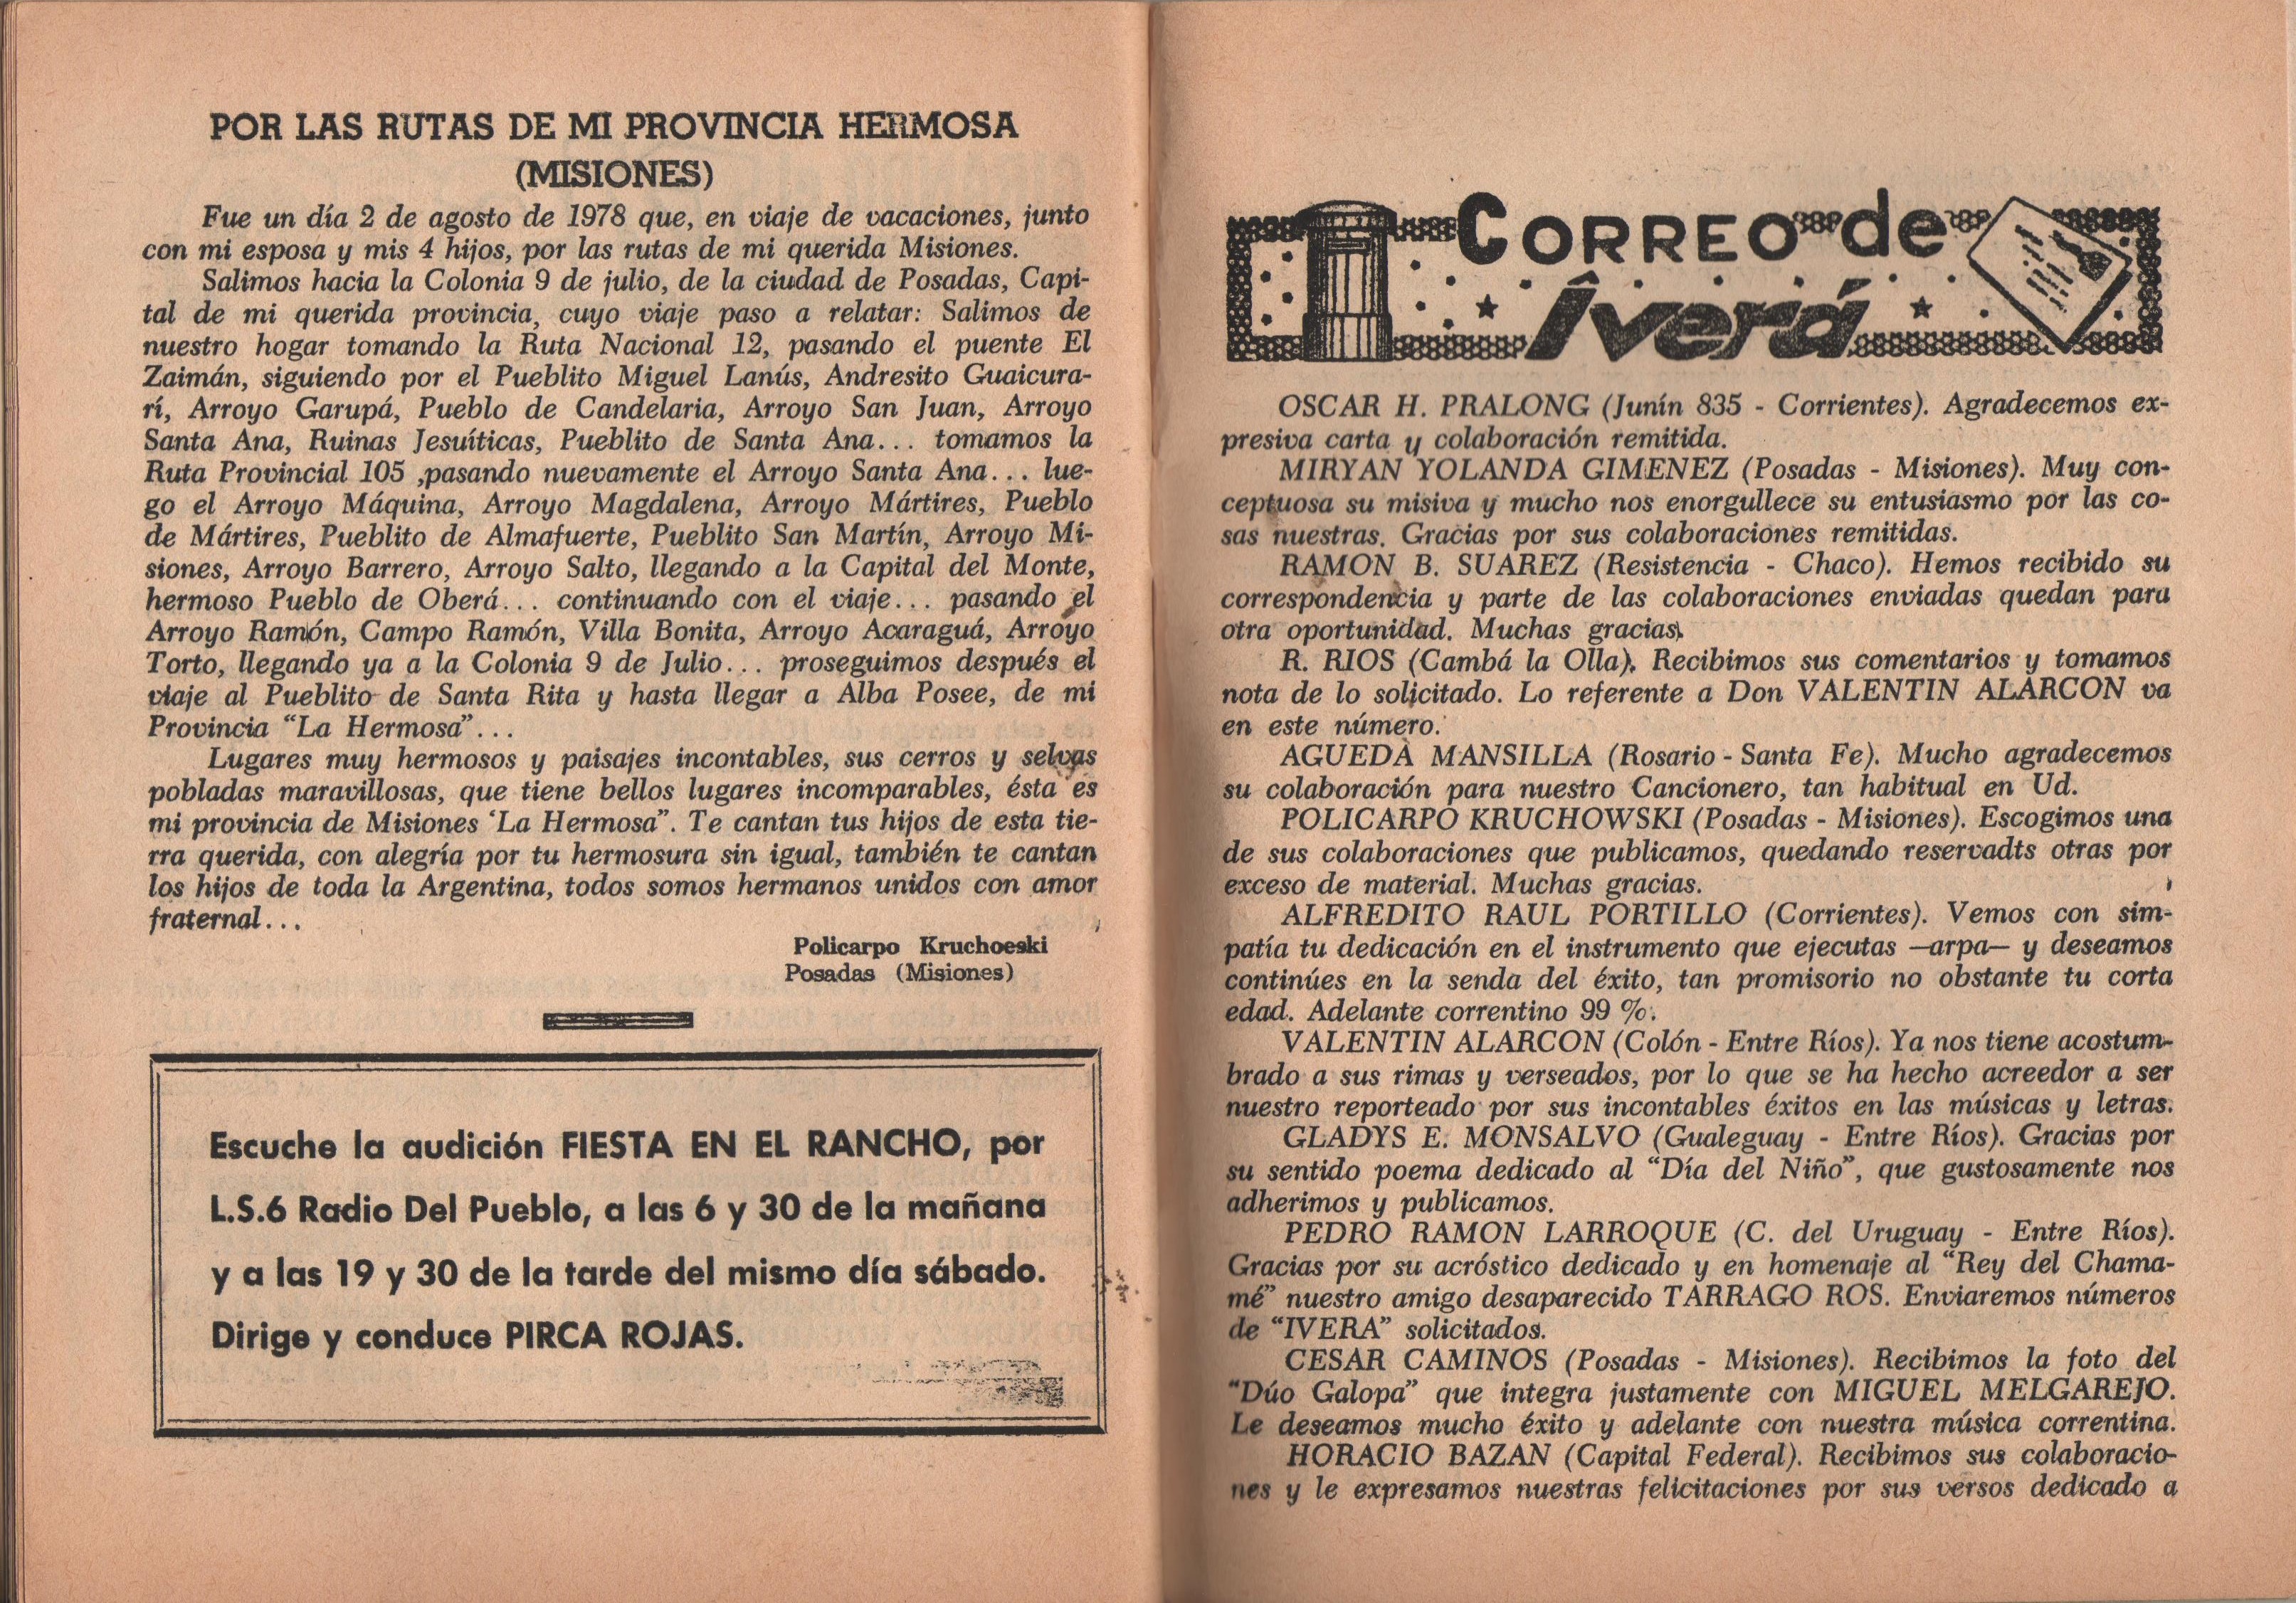 POR LAS RUTAS DE MI PROVINCIA HERMOSA
(MISIONES)
Fue un día 2 de agosto de 1978 que, en viaje de vacaciones, junto
con mi esposa y mis 4 hijos, por las rutas de mi querida Misiones.
Salimos hacia la Colonia 9 de julio, de la ciudad de Posadas, Capi-
tal de mi querida provincia, cuyo viaje paso a relatar: Salimos de
nuestro hogar tomando la Ruta Nacional 12, pasando el puente El
Zaimán, siguiendo por el Pueblito Miguel Lanús, Andresito Guaicura-
rí, Arroyo Garupá, Pueblo de Candelaria, Arroyo San Juan, Arroyo
Santa Ana, Ruinas Jesuíticas, Pueblito de Santa Ana... tomamos la
Ruta Provincial 105 ,pasando nuevamente el Arroyo Santa Ana... lue-
go el Arroyo Máquina, Arroyo Magdalena, Arroyo Mártires, Pueblo
de Mártires, Pueblito de Almafuerte, Pueblito San Martín, Arroyo Mi-
siones, Arroyo Barrero, Arroyo Salto, llegando a la Capital del Monte,
hermoso Pueblo de Oberá... continuando con el viaje... pasando el
Arroyo Ramón, Campo Ramón, Villa Bonita, Arroyo Acaraguá, Arroyo
Torto, llegando ya a la Colonia 9 de Julio... proseguimos después el
viaje al Pueblito de Santa Rita y hasta llegar a Alba Posee, de mi
Provincia “La Hermosa”...
Lugares muy hermosos y paisajes incontables, sus cerros y selvas
pobladas maravillosas, que tiene bellos lugares incomparables, ésta es
mi provincia de Misiones ‘La Hermosa”. Te cantan tus hijos de esta tie-
rra querida, con alegría por tu hermosura sin igual, también te cantan
los hijos de toda la Argentina, todos somos hermanos unidos con amor
fraternal...
Policarpo Kruchoeski
Posadas (Misiones)
Escuche la audición FIESTA EN EL RANCHO, por
L.S.6 Radio Del Pueblo, a las 6 y 30 de la mañana
y a las 19 y 30 de la tarde del mismo día sábado.
Dirige y conduce PIRCA ROJAS.
CORREO de
Iverá
OSCAR H. PRALONG (Junín 835 - Corrientes). Agradecemos ex-
presiva carta y colaboración remitida.
MIRYAN YOLANDA GIMENEZ (Posadas - Misiones). Muy con-
ceptuosa su misiva y mucho nos enorgullece su entusiasmo por las co-
sas nuestras. Gracias por sus colaboraciones remitidas.
RAMON B. SUAREZ (Resistencia - Chaco). Hemos recibido su
correspondencia y parte de las colaboraciones enviadas quedan para
otra oportunidad. Muchas gracias.
R. RIOS (Cambá la Olla). Recibimos sus comentarios y tomamos
nota de lo solicitado. Lo referente a Don VALENTIN ALARCON va
en este número.
AGUEDA MANSILLA (Rosario - Santa Fe). Mucho agradecemos
su colaboración para nuestro Cancionero, tan habitual en Ud.
POLICARPO KRUCHOWSKI (Posadas - Misiones). Escogimos una
de sus colaboraciones que publicamos, quedando reservadts otras por
exceso de material. Muchas gracias.
ALFREDITO RAUL PORTILLO (Corrientes). Vemos con sim-
patía tu dedicación en el instrumento que ejecutas —arpa— y deseamos
continúes en la senda del éxito, tan promisorio no obstante tu corta
edad. Adelante correntino 99 %.
VALENTIN ALARCON (Colón - Entre Ríos). Ya nos tiene acostum-
brado a sus rimas y verseados, por lo que se ha hecho acreedor a ser
nuestro reporteado por sus incontables éxitos en las músicas y letras.
GLADYS E. MONSALVO (Gualeguay - Entre Ríos). Gracias por
su sentido poema dedicado al “Día del Niño”, que gustosamente nos
adherimos y publicamos.
PEDRO RAMON LARROQUE (C. del Uruguay - Entre Ríos).
Gracias por su acróstico dedicado y en homenaje al “Rey del Chama-
mé” nuestro amigo desaparecido TARRAGO ROS. Enviaremos números
de “IVERA” solicitados.
CESAR CAMINOS (Posadas - Misiones). Recibimos la foto del
“Dúo Galopa” que integra justamente con MIGUEL MELGAREJO.
Le deseamos mucho éxito y adelante con nuestra música correntina.
HORACIO BAZAN (Capital Federal). Recibimos sus colaboracio-
nes y le expresamos nuestras felicitaciones por sus versos dedicado a